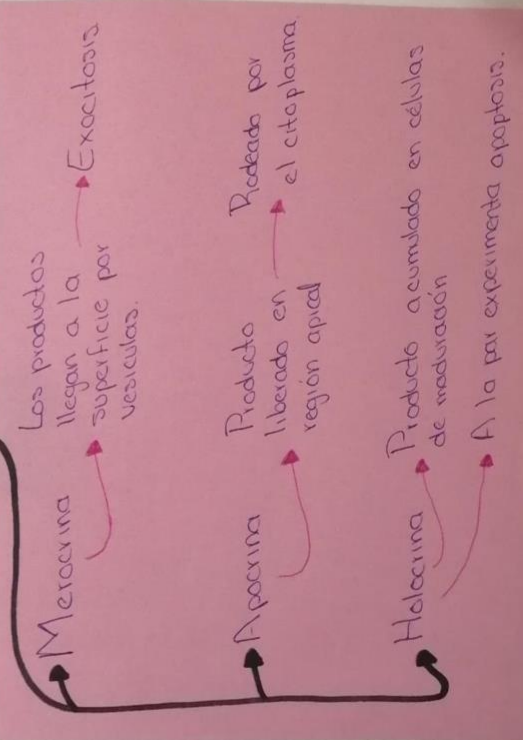 Merocrina
Los productos
llegan a la
superficie por
vesículas.
Exocitosis
Apocrina
Producto
liberado en
región apical
Rodeado por
el citoplasma.
Holocrina
Producto acumulado en células
de maduración
A la par experimenta apoptosis.